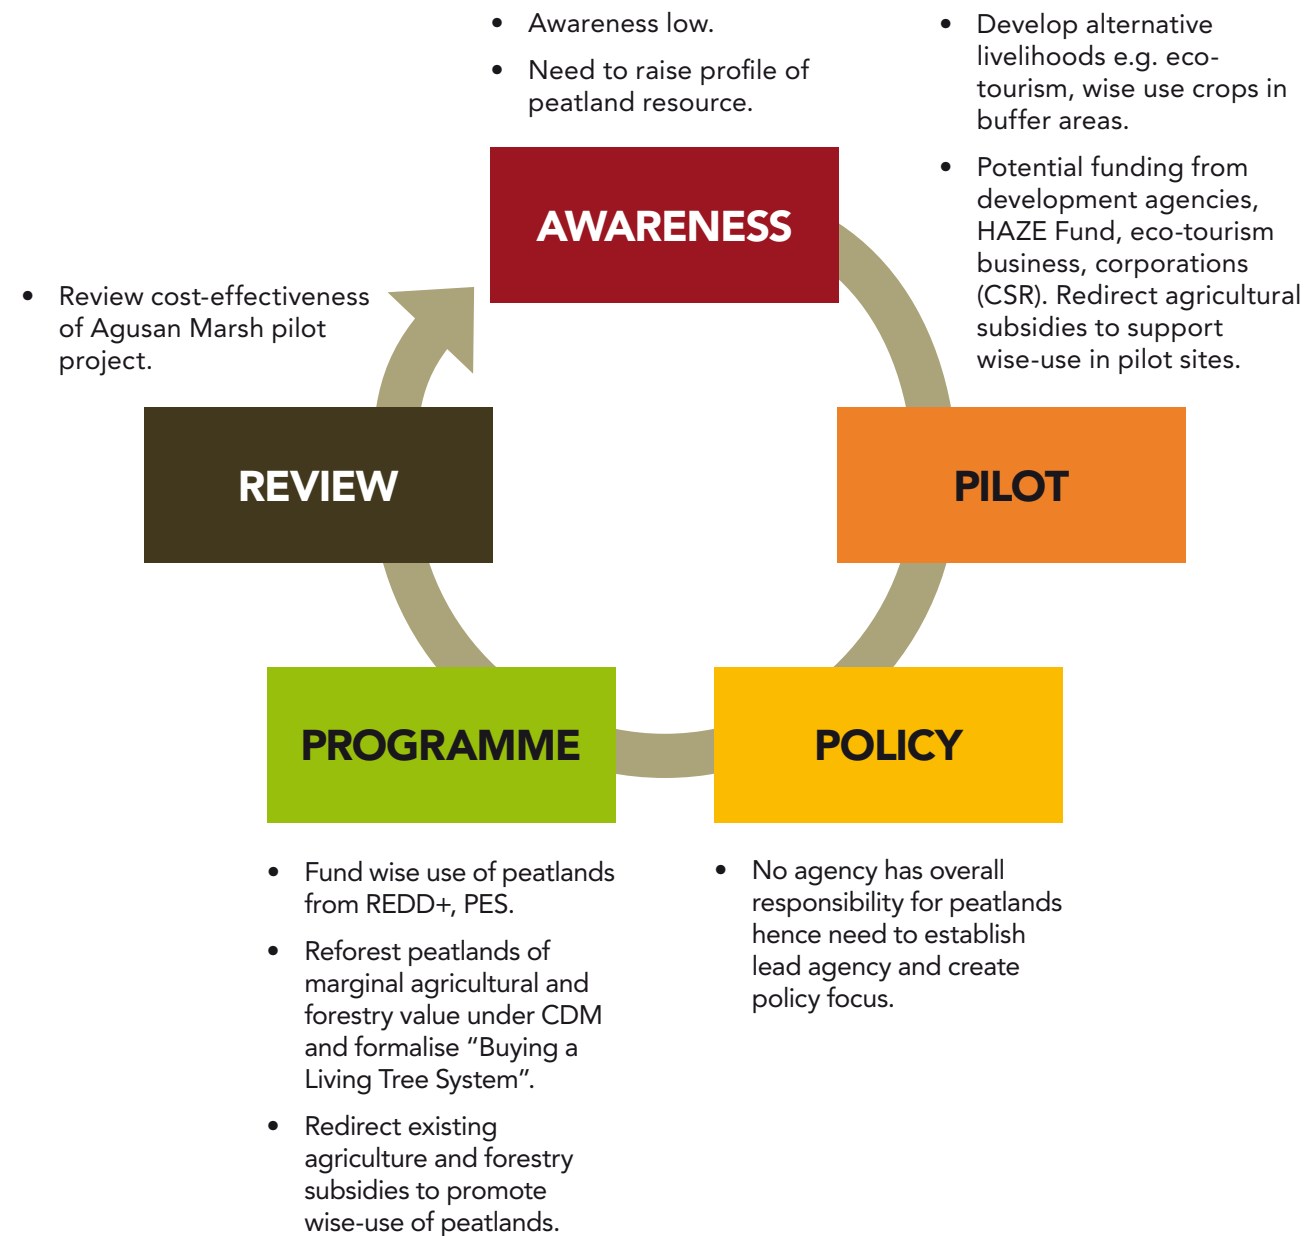 • Awareness low.
• Need to raise profile of
peatland resource.
AWARENESS
• Develop alternative
livelihoods e.g. eco-
tourism, wise use crops in
buffer areas.
• Potential funding from
development agencies,
HAZE Fund, eco-tourism
business, corporations
(CSR). Redirect agricultural
subsidies to support
wise-use in pilot sites.
PILOT
POLICY
• No agency has overall
responsibility for peatlands
hence need to establish
lead agency and create
policy focus.
PROGRAMME
• Fund wise use of peatlands
from REDD+, PES.
• Reforest peatlands of
marginal agricultural and
forestry value under CDM
and formalise “Buying a
Living Tree System”.
• Redirect existing
agriculture and forestry
subsidies to promote
wise-use of peatlands.
• Review cost-effectiveness
of Agusan Marsh pilot
project.
REVIEW